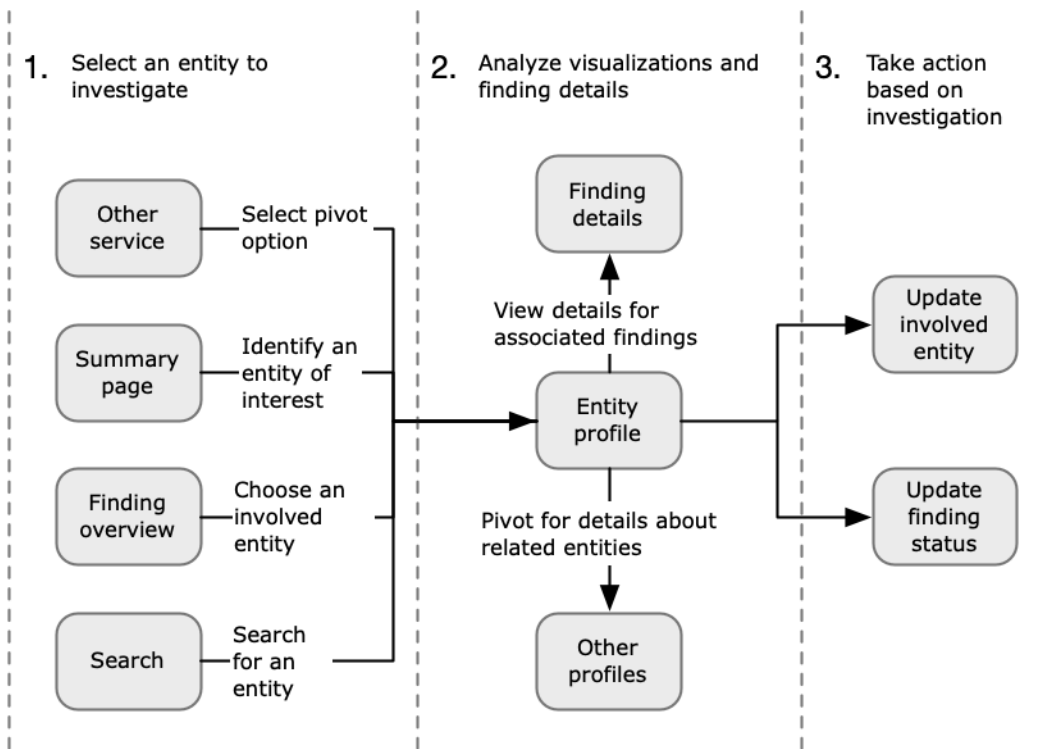 1. Select an entity to
investigate
2. Analyze visualizations and
finding details
3. Take action
based on
investigation
Other
service
Select pivot
option
Summary
page
Identify an
entity of
interest
Finding
overview
Choose an
involved
entity
Search
Search
for an
entity
Finding
details
View details for
associated findings
Entity
profile
Pivot for details about
related entities
Other
profiles
Update
involved
entity
Update
finding
status